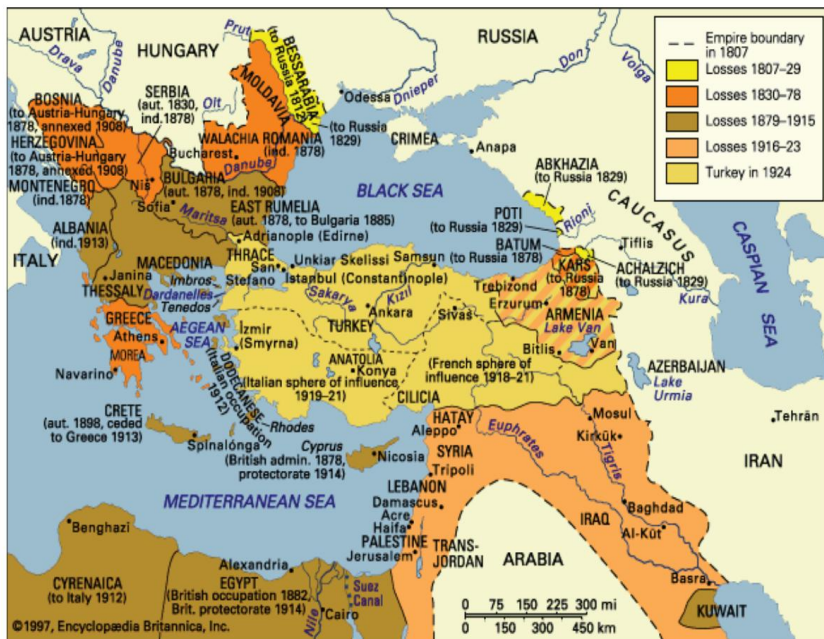 AUSTRIA
HUNGARY
RUSSIA
Drava
Danube
Prut
Olt
BESSARABIA
(to Russia
1812)
MOLDAVIA
Odessa
Dnieper
Don
Volga
Empire boundary
in 1807
Losses 1807–29
Losses 1830–78
Losses 1879–1915
Losses 1916–23
Turkey in 1924
BOSNIA
(to Austria-Hungary
1878, annexed 1908)
HERZEGOVINA
(to Austria-Hungary
1878, annexed 1908)
MONTENEGRO
(ind.1878)
SERBIA
(aut. 1830,
ind.1878)
Niš
WALACHIA
ROMANIA
(ind. 1878)
Bucharest
Danube
(to Russia
1829)
CRIMEA
Anapa
BULGARIA
(aut. 1878, ind. 1908)
Sofia
Maritsa
EAST RUMELIA
(aut. 1878, to Bulgaria 1885)
BLACK SEA
ABKHAZIA
(to Russia 1829)
CAUCASUS
POTI
(to Russia 1829)
Rioni
BATUM
(to Russia 1878)
Tiflis
KARS
(to Russia
1878)
ACHALZICH
(to Russia 1829)
Kura
CASPIAN
SEA
ITALY
ALBANIA
(ind.1913)
MACEDONIA
Janina
THESSALY
Adrianople (Edirne)
THRACE
San
Stefano
Unkiar Skelissi
Istanbul (Constantinople)
Samsun
Trebizond
Erzurum
ARMENIA
Lake Van
Van
Bitlis
Imbros
Dardanelles
Tenedos
Sakarya
Kizil
Ankara
Sivas
TURKEY
GREECE
Athens
MOREA
Navarino
AEGEAN
SEA
Izmir
(Smyrna)
ANATOLIA
Konya
(Italian sphere of influence,
1919–21)
(French sphere of
influence 1918–21)
CILICIA
DODECANESE
(Italian occupation
1912)
Rhodes
AZERBAIJAN
Lake
Urmia
Tehrān
IRAN
CRETE
(aut. 1898, ceded
to Greece 1913)
Spinalónga
Cyprus
(British admin. 1878,
protectorate 1914)
Nicosia
HATAY
Aleppo
SYRIA
Tripoli
LEBANON
Damascus
Acre
Haifa
PALESTINE
Jerusalem
TRANS-
JORDAN
Euphrates
Mosul
Kirkūk
Tigris
Baghdad
IRAQ
Al-Kūt
Basra
KUWAIT
ARABIA
MEDITERRANEAN SEA
Benghazi
CYRENAICA
(to Italy 1912)
Alexandria
EGYPT
(British occupation 1882,
Brit. protectorate 1914)
Suez
Canal
Cairo
Nile
0 75 150 225 300 mi
0 150 300 450 km
©1997, Encyclopædia Britannica, Inc.